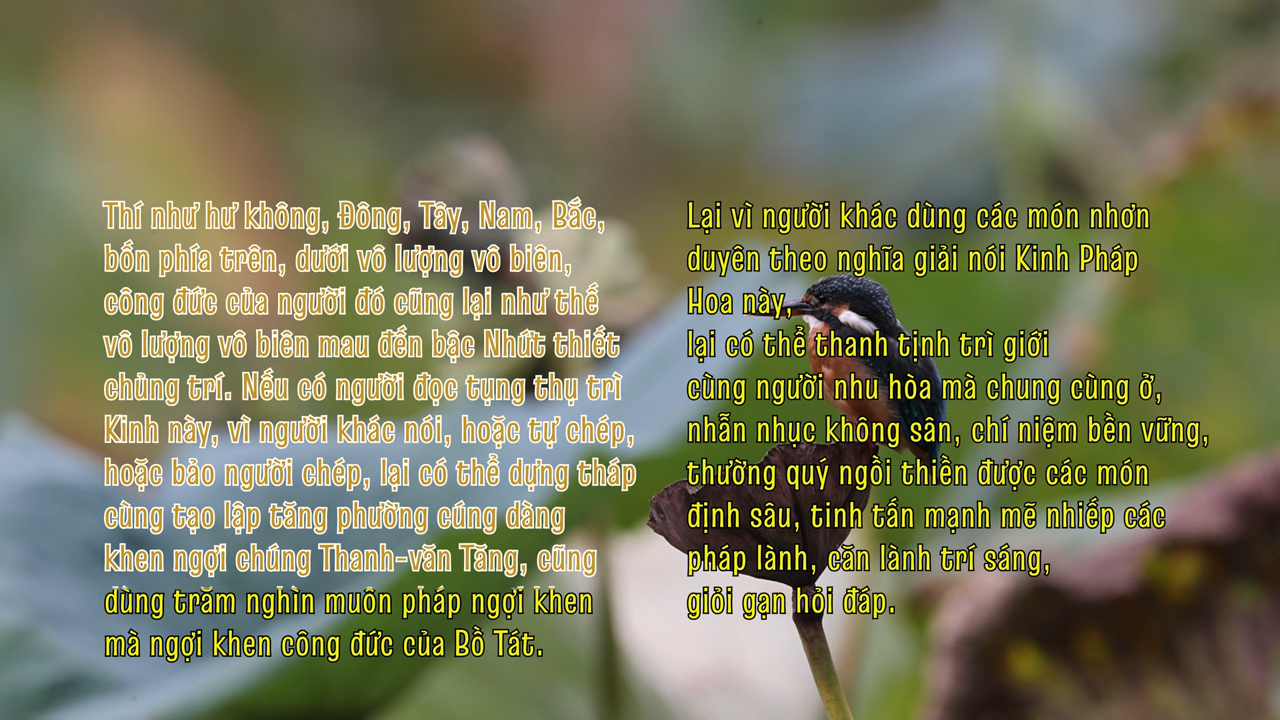 Thí như hư không, Đông, Tây, Nam, Bắc,
bốn phía trên, dưới vô lượng vô biên,
công đức của người đó cũng lại như thế
vô lượng vô biên mau đến bậc Nhứt thiết
chủng trí. Nếu có người đọc tụng thụ trì
Kinh này, vì người khác nói, hoặc tự chép,
hoặc bảo người chép, lại có thể dựng tháp
cùng tạo lập tăng phường cúng dàng
khen ngợi chúng Thanh-văn Tăng, cũng
dùng trăm nghìn muôn pháp ngợi khen
mà ngợi khen công đức của Bồ Tát.
Lại vì người khác dùng các món nhơn
duyên theo nghĩa giải nói Kinh Pháp
Hoa này,
lại có thể thanh tịnh trì giới
cùng người nhu hòa mà chung cùng ở,
nhẫn nhục không sân, chí niệm bền vững,
thường quý ngồi thiền được các món
định sâu, tinh tấn mạnh mẽ nhiếp các
pháp lành, căn lành trí sáng,
giỏi gạn hỏi đáp.